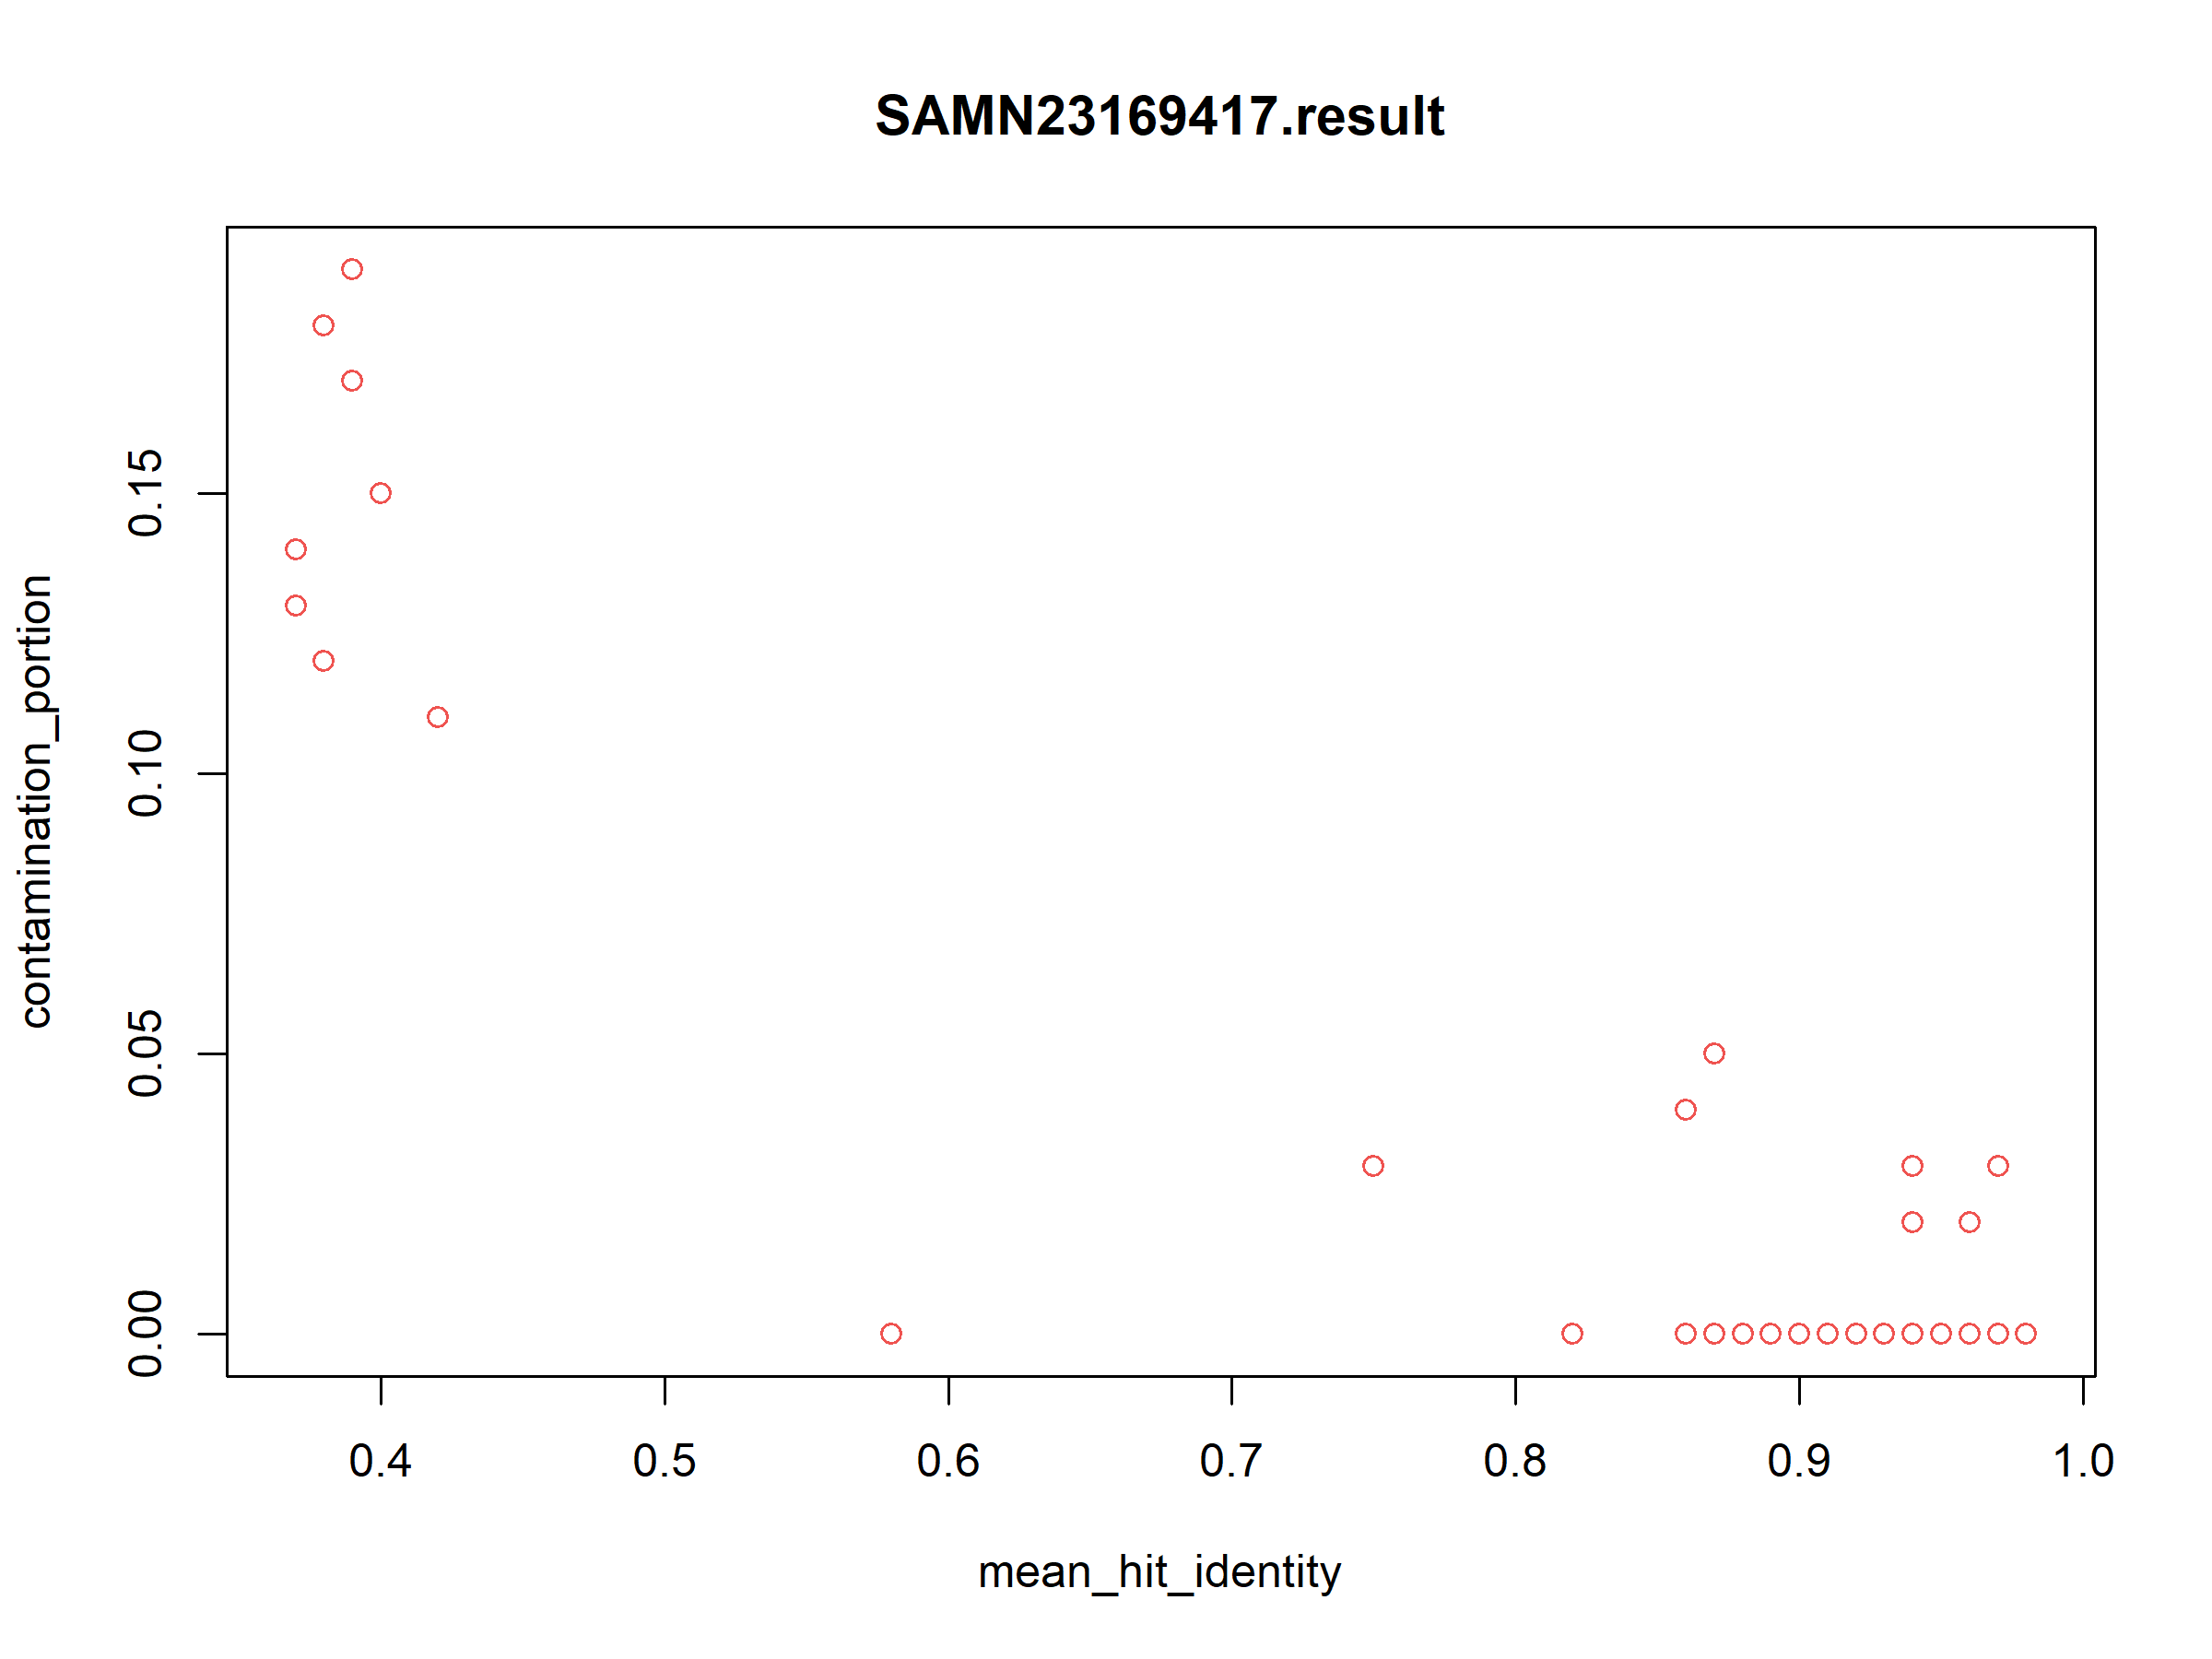 SAMN23169417.result
contamination_portion
0.15
0.10
0.05
0.00
0.4 0.5 0.6 0.7 0.8 0.9 1.0
mean_hit_identity